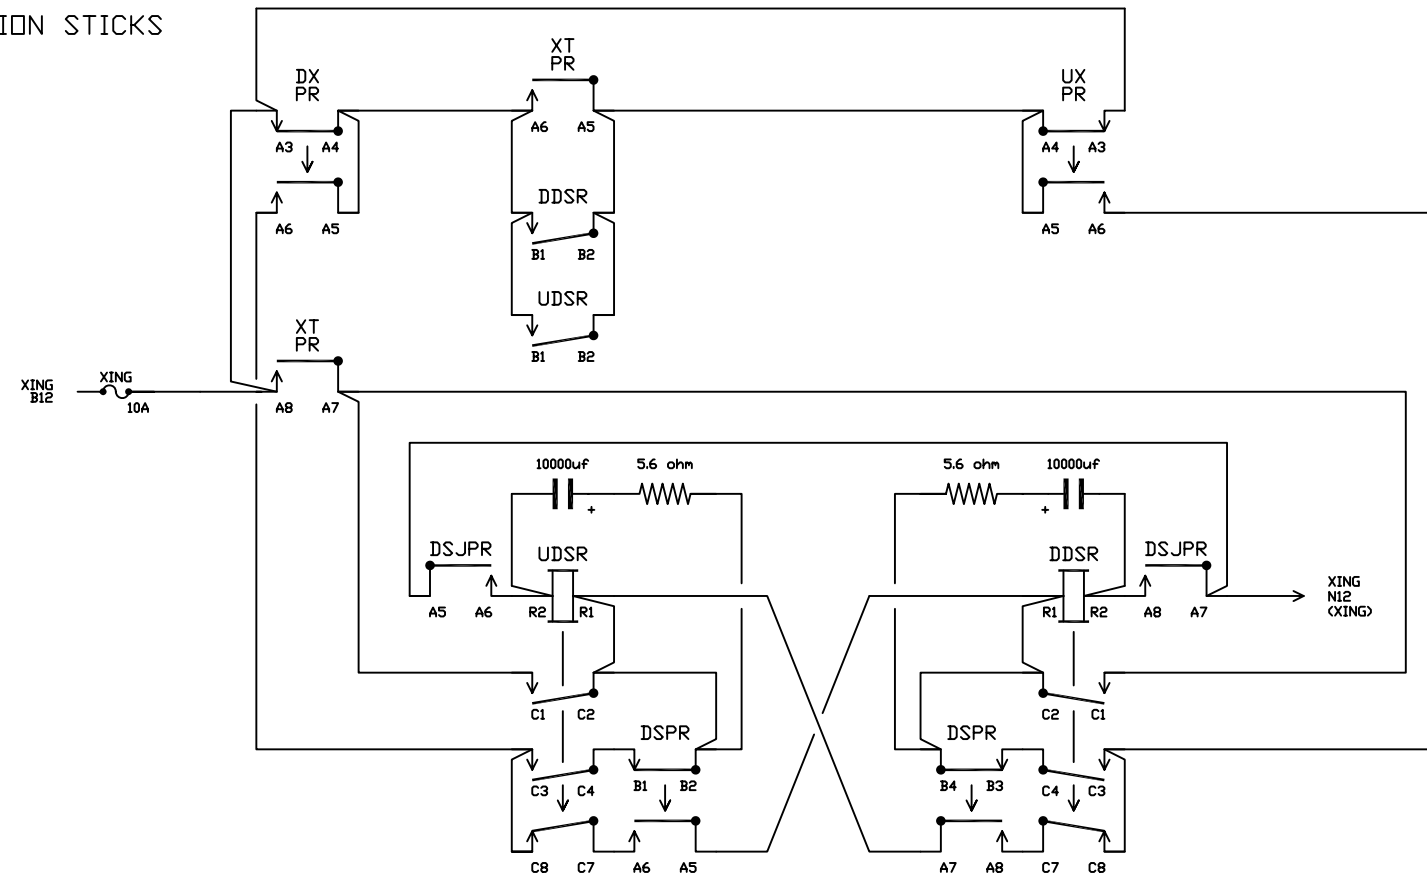 ION STICKS
XT
PR
DX
PR
UX
PR
A6 A5
A3 A4
A4 A3
DDSR
A6 A5
A5 A6
B1 B2
UDSR
XT
PR
B1 B2
XING
B12
XING
10A
A8 A7
10000uf
5.6 ohm
5.6 ohm
10000uf
+
+
DSJPR
UDSR
DDSR
DSJPR
XING
N12
(XING)
A5 A6
R2 R1
R1 R2
A8 A7
C1 C2
C2 C1
DSPR
DSPR
C3 C4
B1 B2
B4 B3
C4 C3
C8 C7
A6 A5
A7 A8
C7 C8